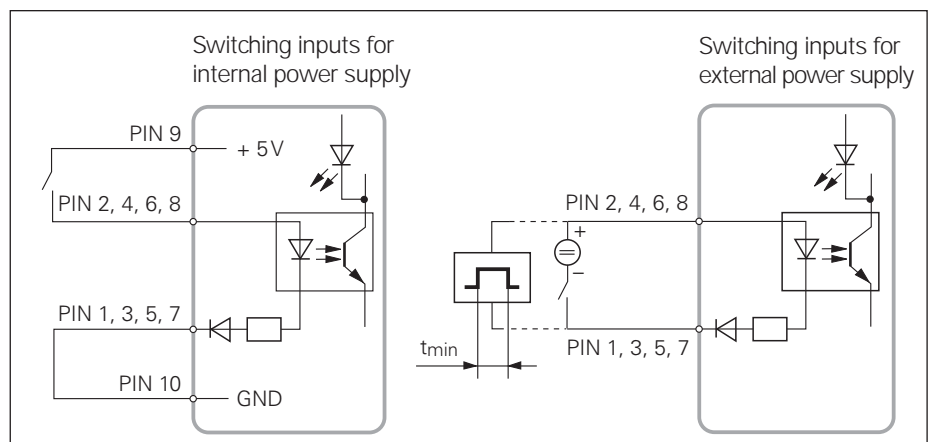 Switching inputs for
internal power supply
PIN 9
+ 5V
PIN 2, 4, 6, 8
PIN 1, 3, 5, 7
PIN 10
GND
Switching inputs for
external power supply
PIN 2, 4, 6, 8
+
−
PIN 1, 3, 5, 7
tmin